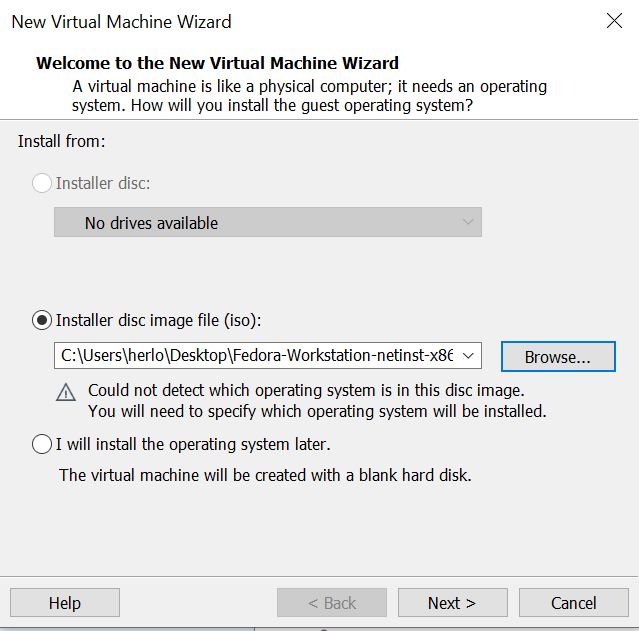 New Virtual Machine Wizard
Welcome to the New Virtual Machine Wizard
A virtual machine is like a physical computer; it needs an operating
system. How will you install the guest operating system?
Install from:
Installer disc:
No drives available
Installer disc image file (iso):
C:\Users\herlo\Desktop\Fedora-Workstation-netinst-x86
Browse...
Could not detect which operating system is in this disc image.
You will need to specify which operating system will be installed.
I will install the operating system later.
The virtual machine will be created with a blank hard disk.
Help
< Back
Next >
Cancel